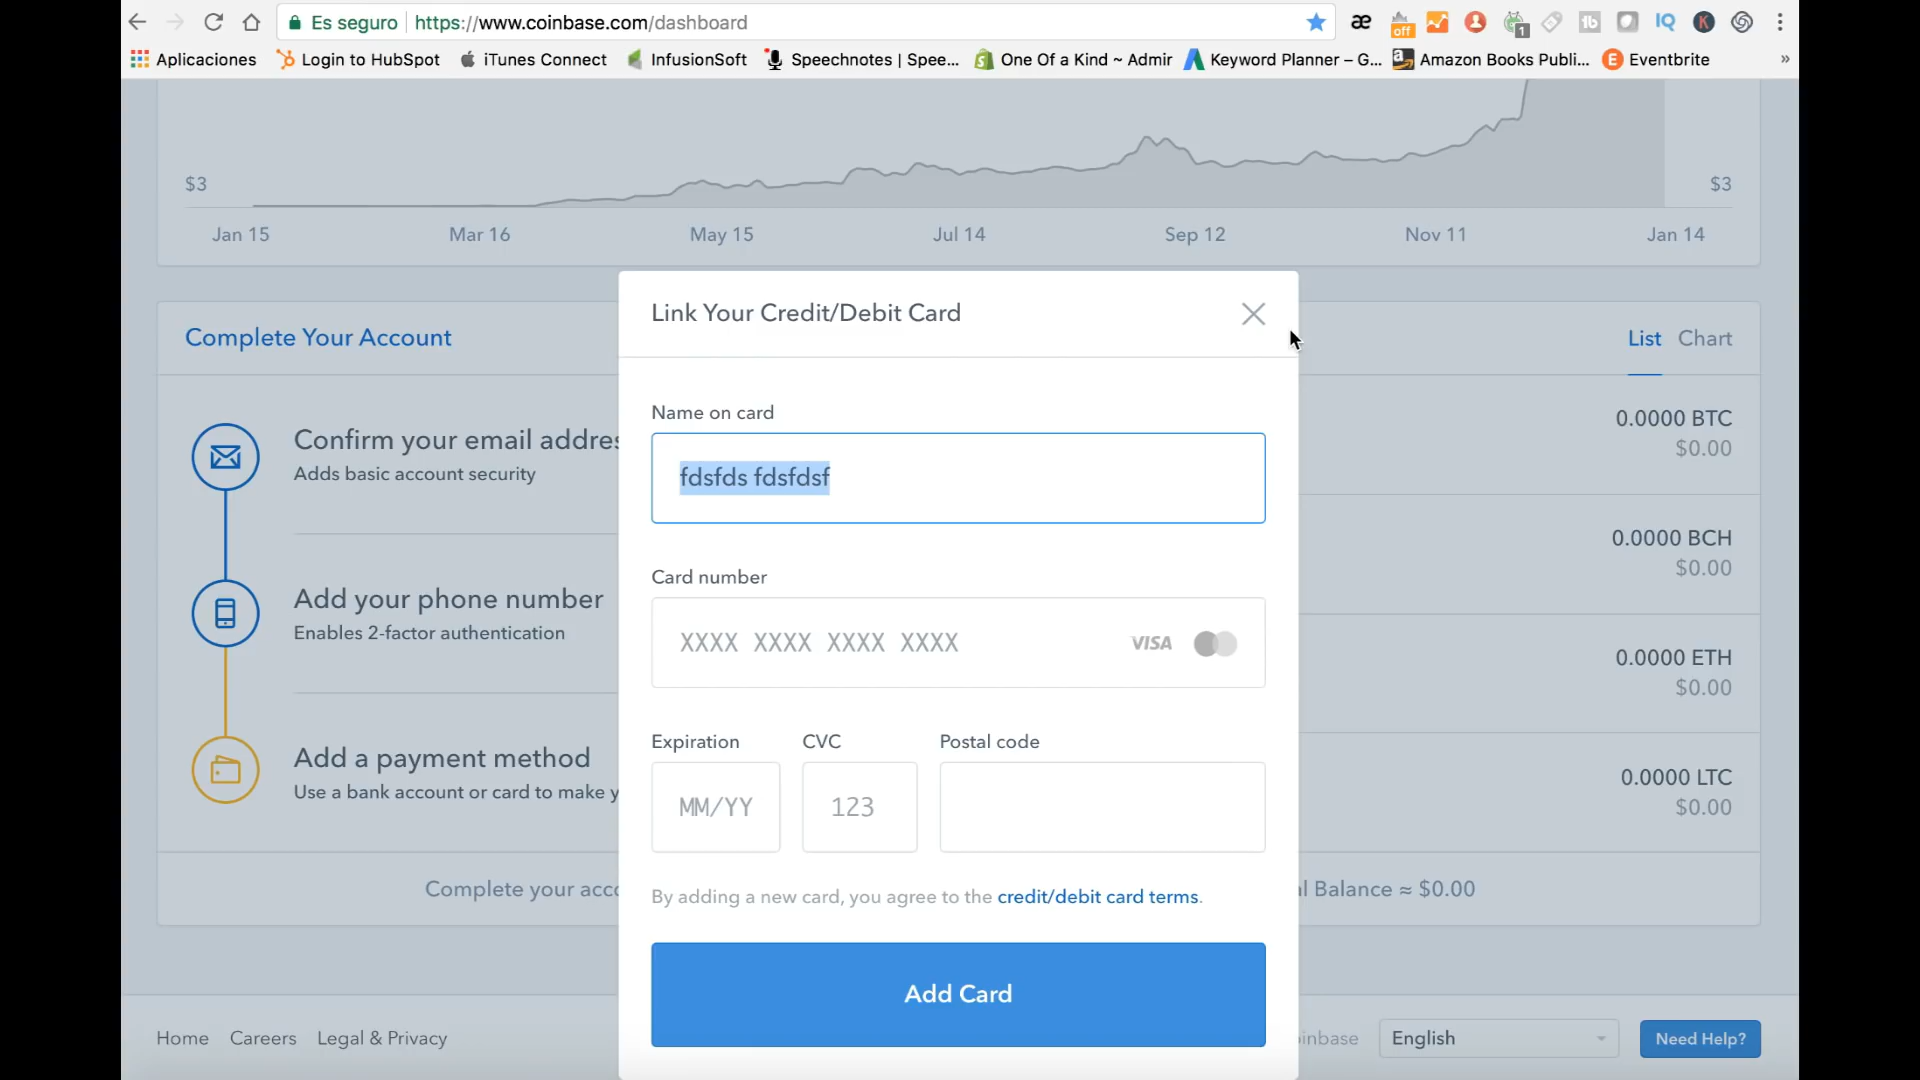 Es seguro https://www.coinbase.com/dashboard
æ off 1 tb IQ K
Aplicaciones Login to HubSpot iTunes Connect InfusionSoft Speechnotes | Spee... One Of a Kind ~ Admir Keyword Planner – G... Amazon Books Publi... Eventbrite »
$3 $3
Jan 15 Mar 16 May 15 Jul 14 Sep 12 Nov 11 Jan 14
Complete Your Account
List Chart
Confirm your email addres
Adds basic account security
Add your phone number
Enables 2-factor authentication
Add a payment method
Use a bank account or card to make y
Complete your acco
Link Your Credit/Debit Card
Name on card
fdsfds fdsfdsf
Card number
XXXX XXXX XXXX XXXX VISA
Expiration CVC Postal code
MM/YY 123
By adding a new card, you agree to the credit/debit card terms.
Add Card
0.0000 BTC
$0.00
0.0000 BCH
$0.00
0.0000 ETH
$0.00
0.0000 LTC
$0.00
l Balance ≈ $0.00
Home Careers Legal & Privacy
inbase English Need Help?